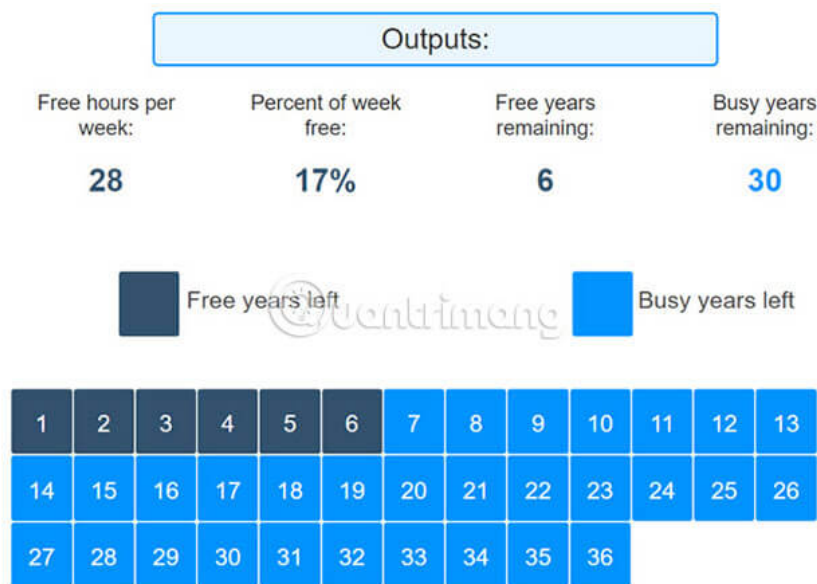 Outputs:
Free hours per
week:
28
Percent of week
free:
17%
Free years
remaining:
6
Busy years
remaining:
30
Free years left
Busy years left
Quantrimang
1 2 3 4 5 6 7 8 9 10 11 12 13
14 15 16 17 18 19 20 21 22 23 24 25 26
27 28 29 30 31 32 33 34 35 36